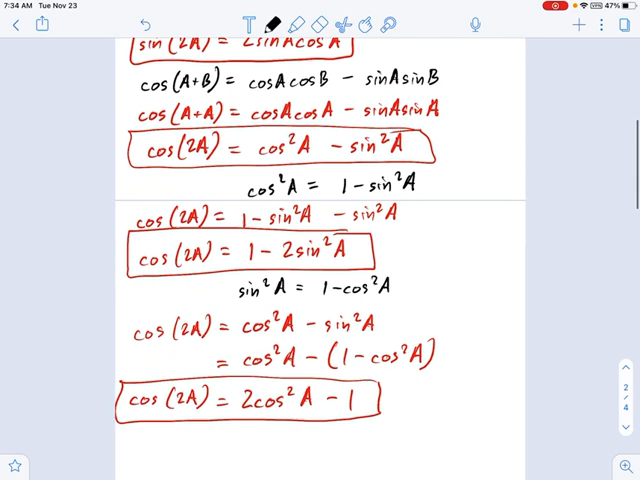 7:34 AM Tue Nov 23
VPN 47%
sin(2A) = 2sinAcosA
cos(A+B) = cosAcosB - sinAsinB
cos(A+A) = cosAcosA - sinAsinA
cos(2A) = cos²A - sin²A
cos²A = 1 - sin²A
cos(2A) = 1 - sin²A - sin²A
cos(2A) = 1 - 2sin²A
sin²A = 1 - cos²A
cos(2A) = cos²A - sin²A
= cos²A - (1 - cos²A)
cos(2A) = 2cos²A - 1
2
/
4